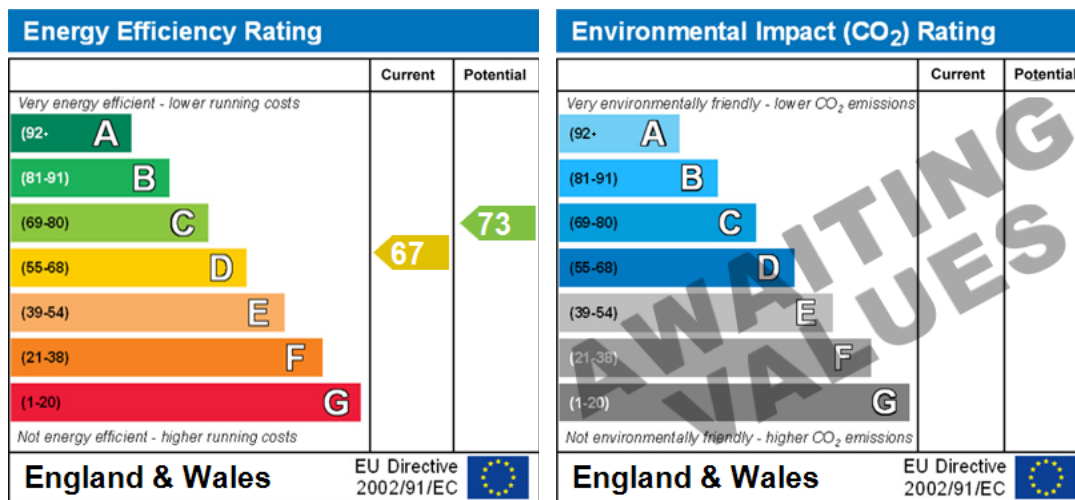 Energy Efficiency Rating
Current Potential
Very energy efficient - lower running costs
(92- A
(81-91) B
(69-80) C
73
(55-68) D
67
(39-54) E
(21-38) F
(1-20) G
Not energy efficient - higher running costs
England & Wales
EU Directive
2002/91/EC
Environmental Impact (CO2) Rating
Current Potential
Very environmentally friendly - lower CO2 emissions
(92- A
(81-91) B
(69-80) C
(55-68) D
(39-54) E
(21-38) F
(1-20) G
AWAITING
VALUES
Not environmentally friendly - higher CO2 emissions
England & Wales
EU Directive
2002/91/EC